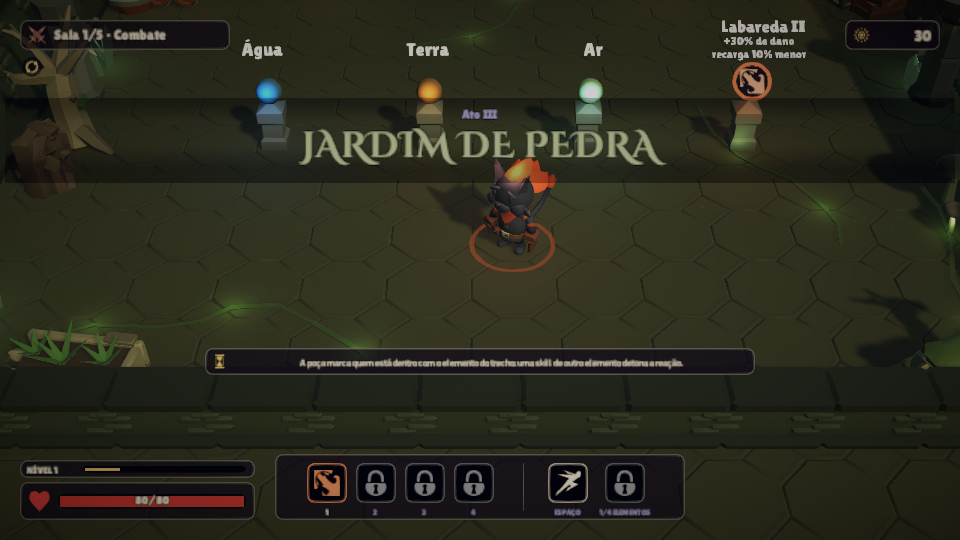 Sala 1/5 - Combate
Água
Terra
Ar
Labareda II
+30% de dano
recarga 10% menor
30
Ato III
JARDIM DE PEDRA
A poça marca quem está dentro com o elemento do trecho; uma skill de outro elemento detona a reação.
NÍVEL 1
80/80
1
2
3
4
ESPAÇO
1/4 ELEMENTOS